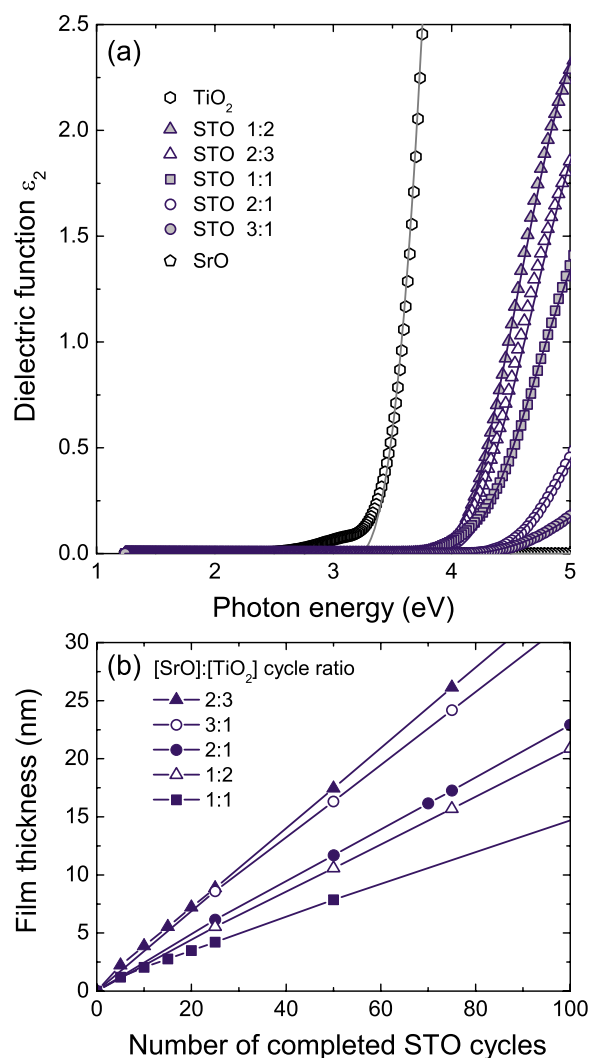 (a)
2.5
2.0
1.5
1.0
0.5
0.0
Dielectric function ε₂
TiO₂
STO 1:2
STO 2:3
STO 1:1
STO 2:1
STO 3:1
SrO
1 2 3 4 5
Photon energy (eV)
(b)
30
25
20
15
10
5
0
Film thickness (nm)
[SrO]:[TiO₂] cycle ratio
2:3
3:1
2:1
1:2
1:1
0 20 40 60 80 100
Number of completed STO cycles